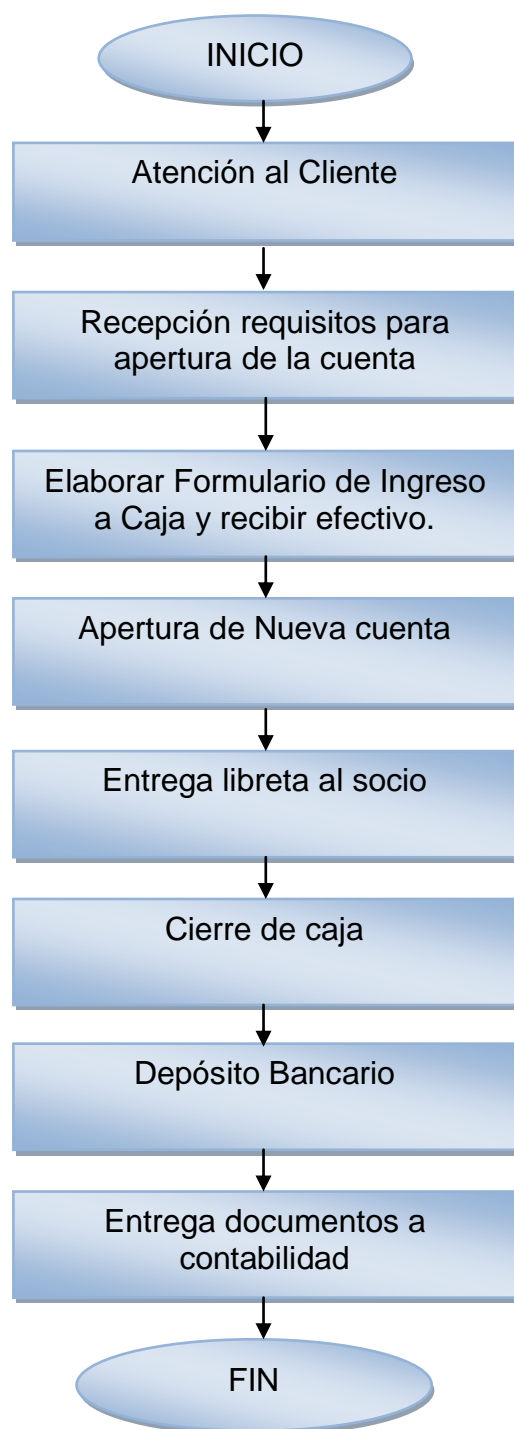 INICIO
Atención al Cliente
Recepción requisitos para
apertura de la cuenta
Elaborar Formulario de Ingreso
a Caja y recibir efectivo.
Apertura de Nueva cuenta
Entrega libreta al socio
Cierre de caja
Depósito Bancario
Entrega documentos a
contabilidad
FIN